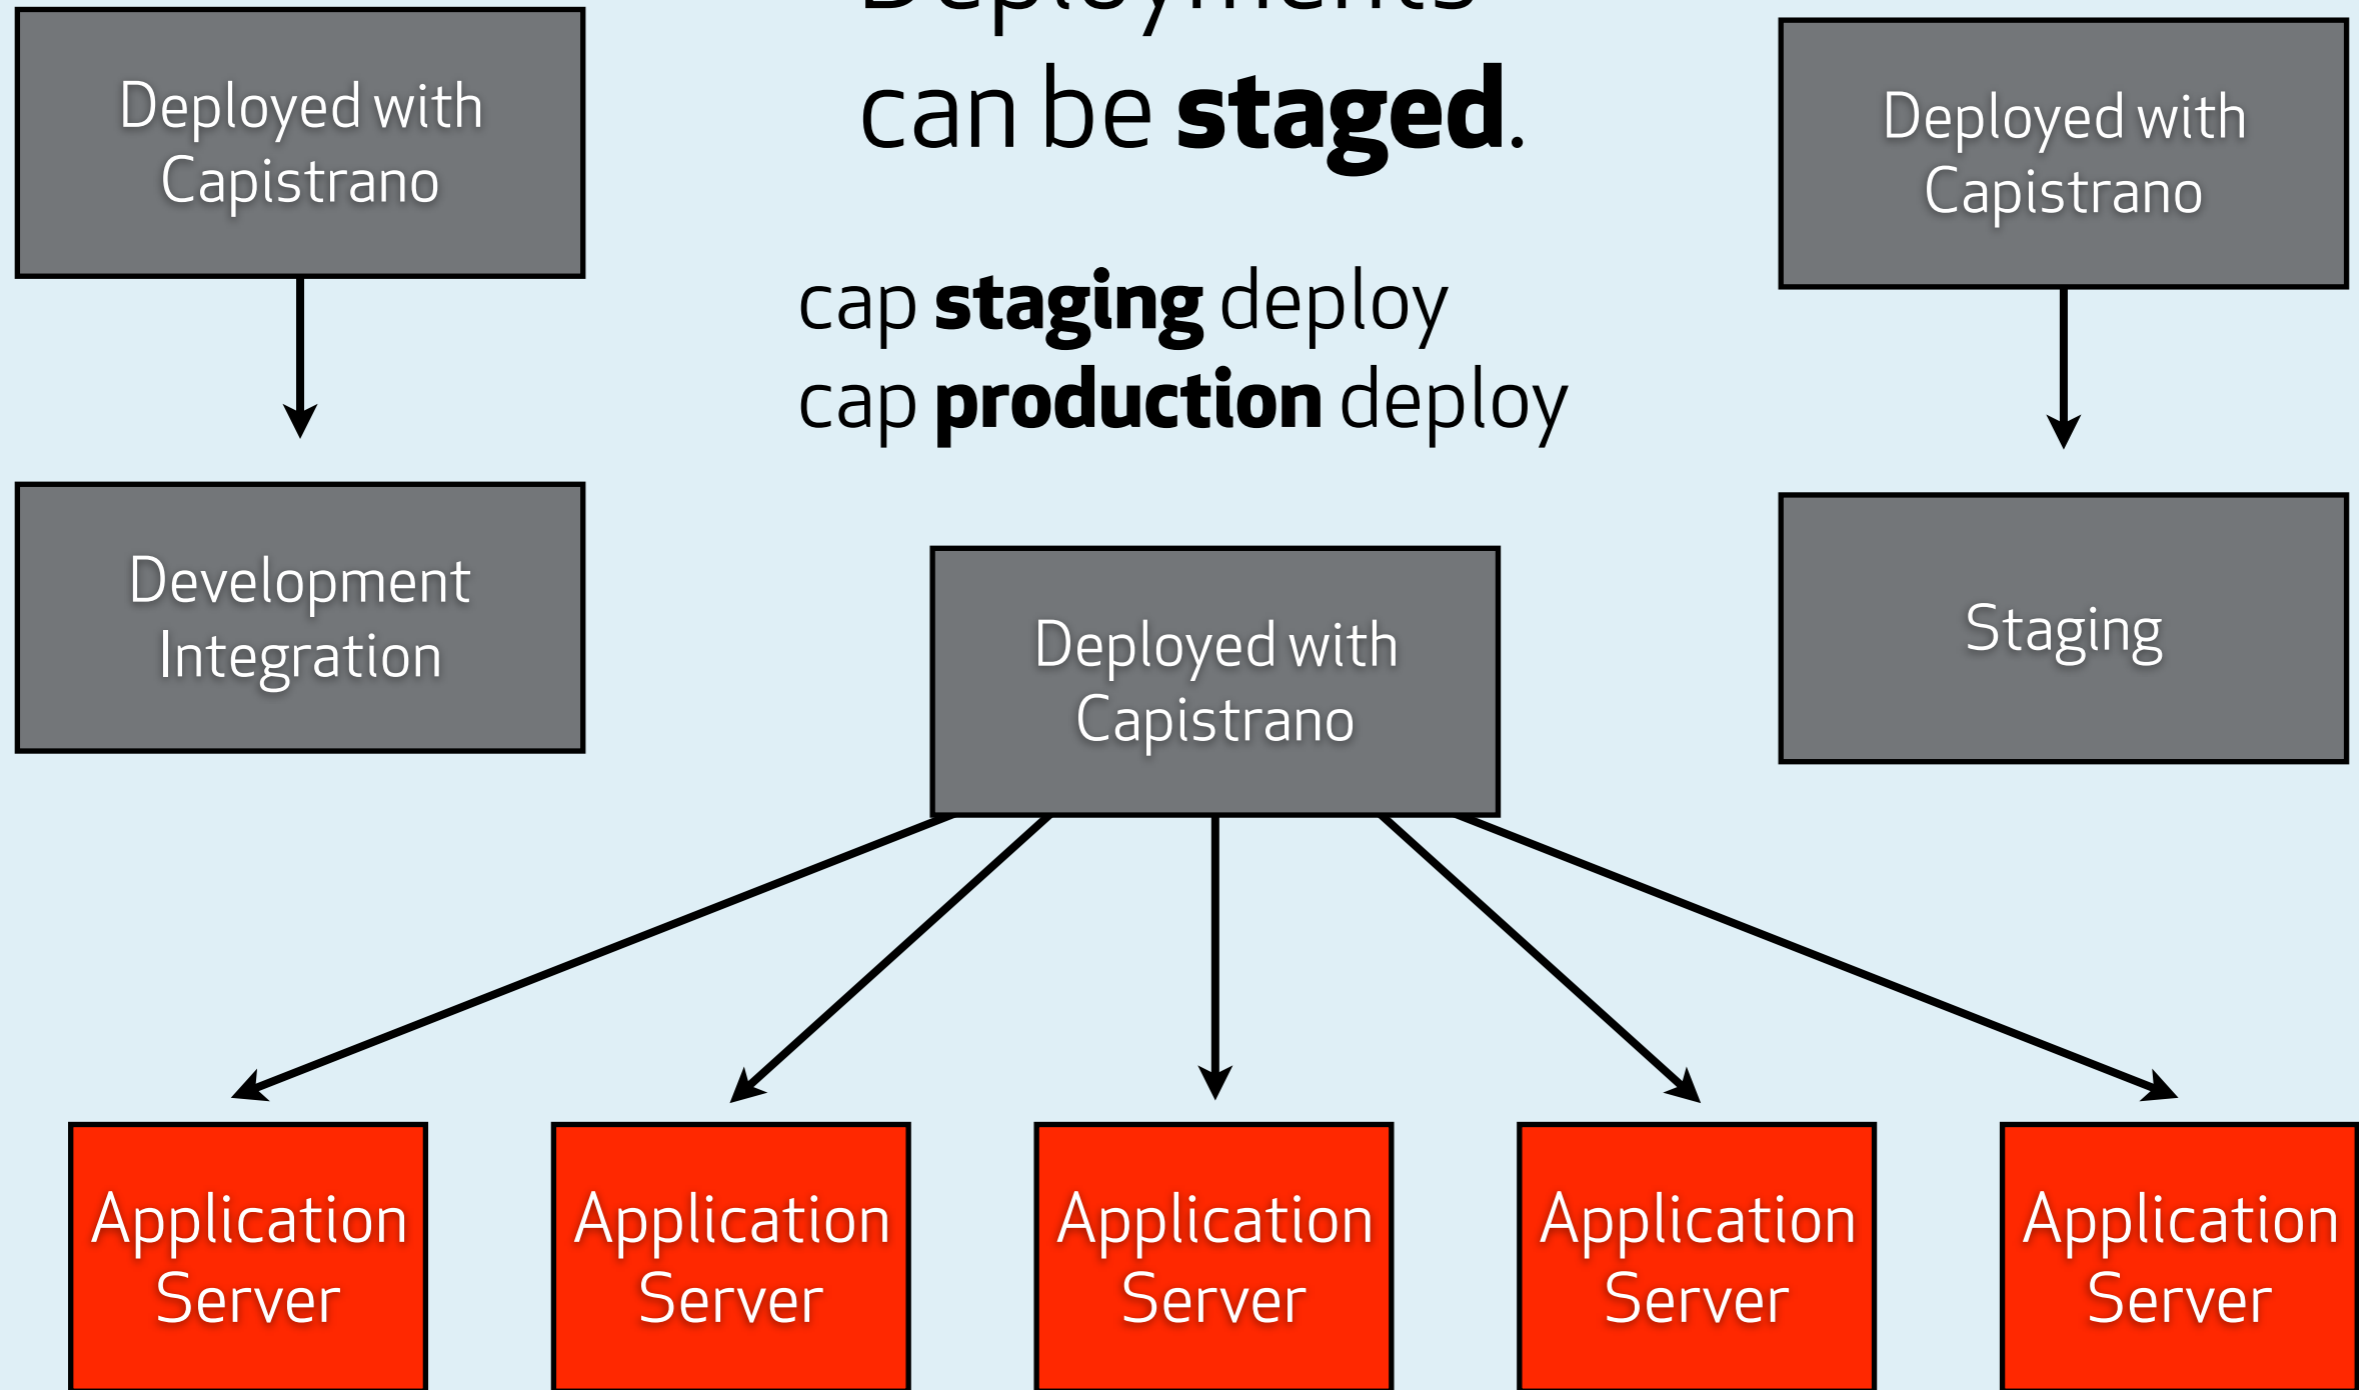 Deployments
can be staged.
cap staging deploy
cap production deploy
Deployed with
Capistrano
Development
Integration
Deployed with
Capistrano
Staging
Deployed with
Capistrano
Application
Server
Application
Server
Application
Server
Application
Server
Application
Server